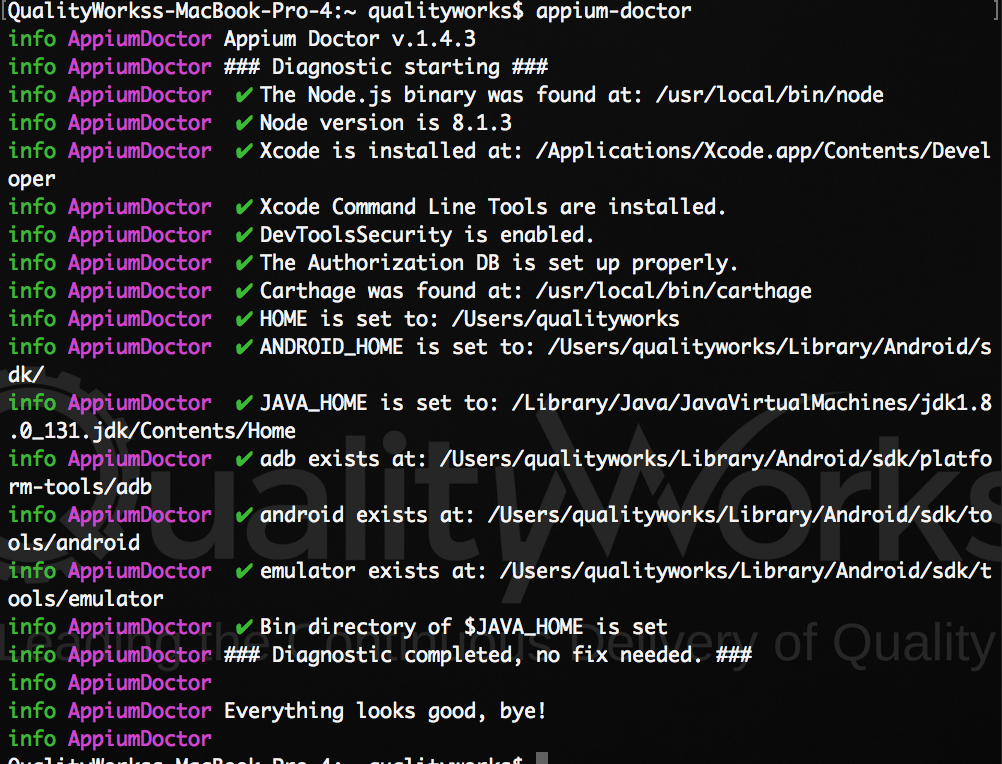 [QualityWorkss-MacBook-Pro-4:~ qualityworks$ appium-doctor ]
info AppiumDoctor Appium Doctor v.1.4.3
info AppiumDoctor ### Diagnostic starting ###
info AppiumDoctor ✔ The Node.js binary was found at: /usr/local/bin/node
info AppiumDoctor ✔ Node version is 8.1.3
info AppiumDoctor ✔ Xcode is installed at: /Applications/Xcode.app/Contents/Devel
oper
info AppiumDoctor ✔ Xcode Command Line Tools are installed.
info AppiumDoctor ✔ DevToolsSecurity is enabled.
info AppiumDoctor ✔ The Authorization DB is set up properly.
info AppiumDoctor ✔ Carthage was found at: /usr/local/bin/carthage
info AppiumDoctor ✔ HOME is set to: /Users/qualityworks
info AppiumDoctor ✔ ANDROID_HOME is set to: /Users/qualityworks/Library/Android/s
dk/
info AppiumDoctor ✔ JAVA_HOME is set to: /Library/Java/JavaVirtualMachines/jdk1.8
.0_131.jdk/Contents/Home
info AppiumDoctor ✔ adb exists at: /Users/qualityworks/Library/Android/sdk/platfo
rm-tools/adb
info AppiumDoctor ✔ android exists at: /Users/qualityworks/Library/Android/sdk/to
ols/android
info AppiumDoctor ✔ emulator exists at: /Users/qualityworks/Library/Android/sdk/t
ools/emulator
info AppiumDoctor ✔ Bin directory of $JAVA_HOME is set
info AppiumDoctor ### Diagnostic completed, no fix needed. ###
info AppiumDoctor
info AppiumDoctor Everything looks good, bye!
info AppiumDoctor
QualityWorkss-MacBook-Pro-4:~ qualityworks$
QualityWorks
Leading the Continuous Delivery of Quality